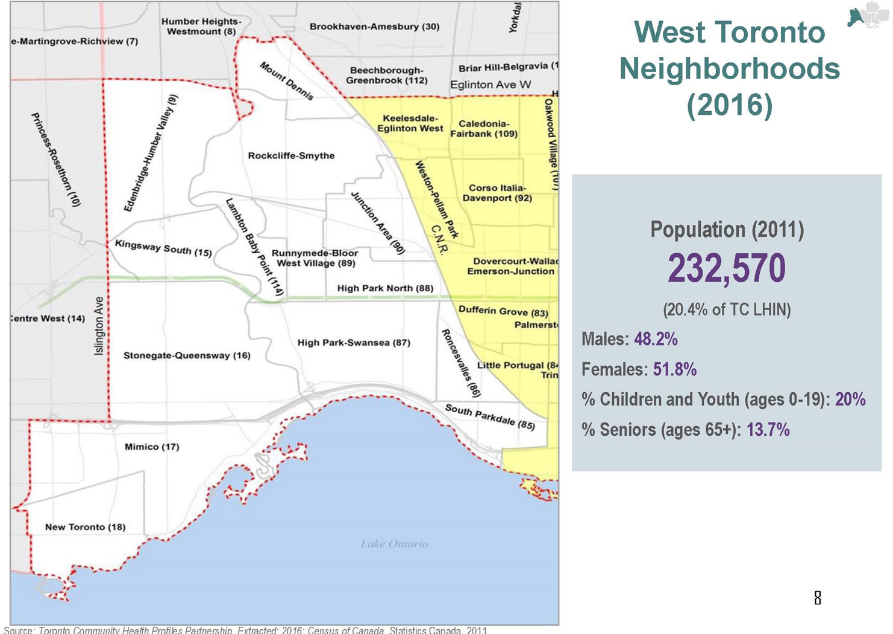 West Toronto
Neighborhoods
(2016)
Humber Heights-
Westmount (8)
Brookhaven-Amesbury (30)
Yorkdal
e-Martingrove-Richview (7)
Mount Dennis
Beechborough-
Greenbrook (112)
Briar Hill-Belgravia (1
Eglinton Ave W
H
Princess-Rosethorn (10)
Edenbridge-Humber Valley (9)
Keelesdale-
Eglinton West
Caledonia-
Fairbank (109)
Oakwood Village (107)
Rockcliffe-Smythe
Weston-Pellam Park
Corso Italia-
Davenport (92)
Lambton Baby Point (114)
Junction Area (90)
C.N.R.
Kingsway South (15)
Runnymede-Bloor
West Village (89)
Dovercourt-Wallac
Emerson-Junction
High Park North (88)
Centre West (14)
Islington Ave
Dufferin Grove (83)
Palmerst
Stonegate-Queensway (16)
High Park-Swansea (87)
Roncesvalles (86)
Little Portugal (84
Trin
South Parkdale (85)
Mimico (17)
New Toronto (18)
Lake Ontario
Population (2011)
232,570
(20.4% of TC LHIN)
Males: 48.2%
Females: 51.8%
% Children and Youth (ages 0-19): 20%
% Seniors (ages 65+): 13.7%
8
Source: Toronto Community Health Profiles Partnership. Extracted: 2016; Census of Canada, Statistics Canada, 2011